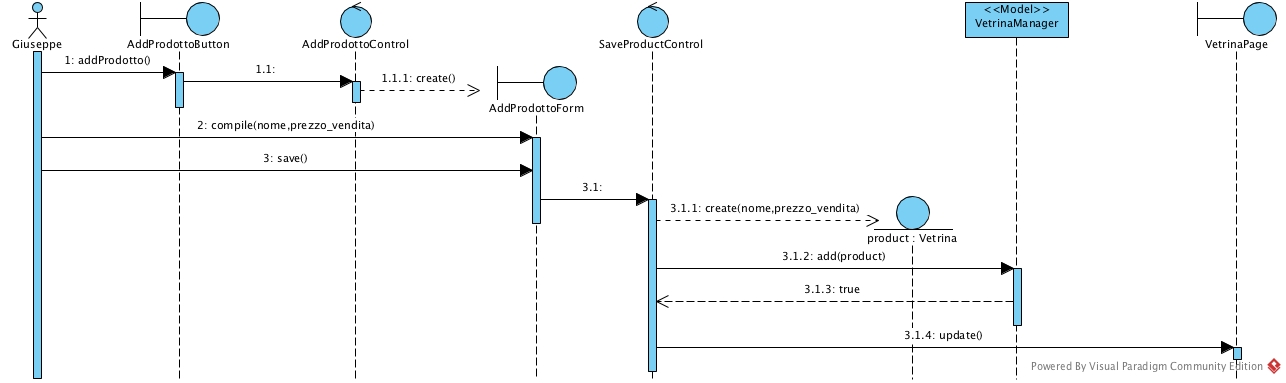 <<Model>>
VetrinaManager
Giuseppe
AddProdottoButton
AddProdottoControl
SaveProductControl
VetrinaPage
1: addProdotto()
1.1:
1.1.1: create()
AddProdottoForm
2: compile(nome,prezzo_vendita)
3: save()
3.1:
3.1.1: create(nome,prezzo_vendita)
product : Vetrina
3.1.2: add(product)
3.1.3: true
3.1.4: update()
Powered By Visual Paradigm Community Edition